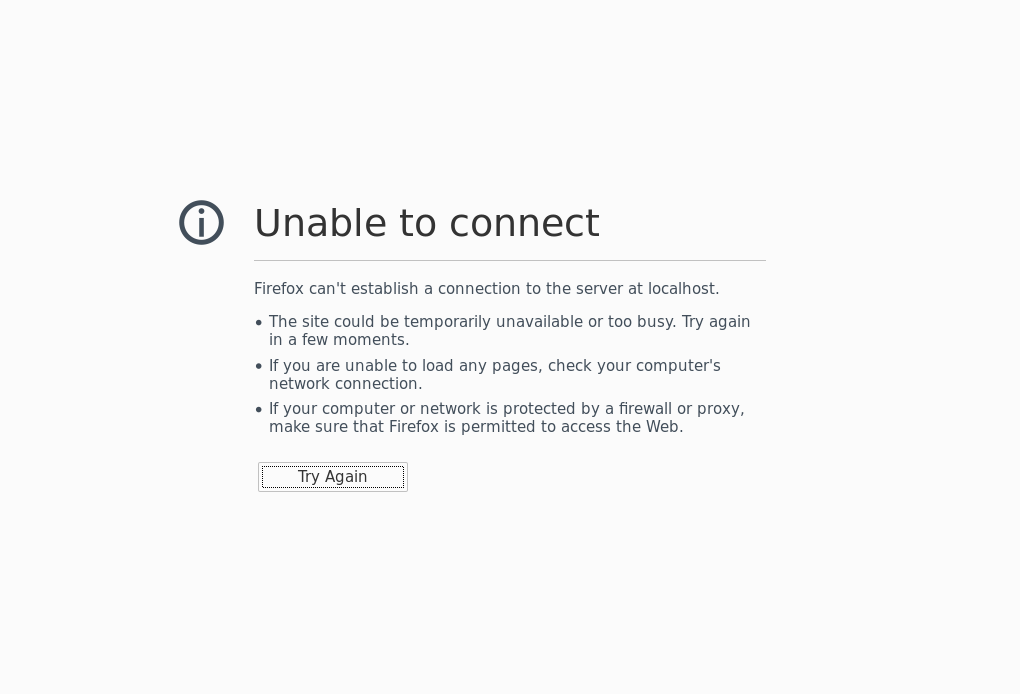 Unable to connect
Firefox can't establish a connection to the server at localhost.
• The site could be temporarily unavailable or too busy. Try again
in a few moments.
• If you are unable to load any pages, check your computer's
network connection.
• If your computer or network is protected by a firewall or proxy,
make sure that Firefox is permitted to access the Web.
Try Again